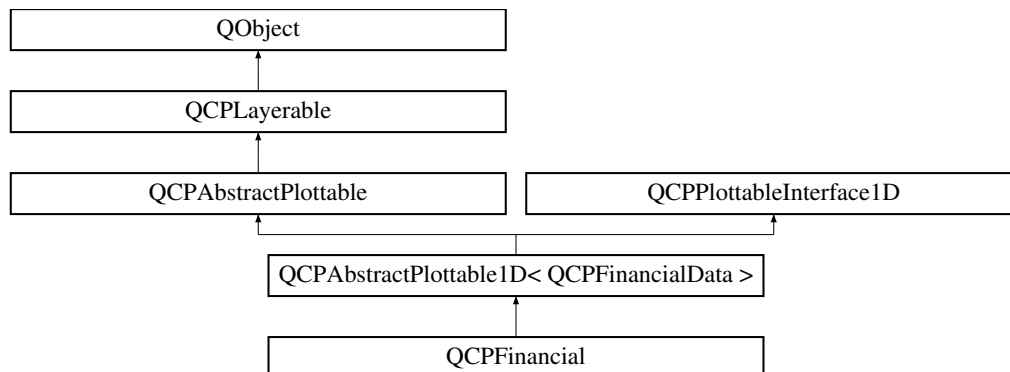 QObject
QCPLayerable
QCPAbstractPlottable
QCPPlottableInterface1D
QCPAbstractPlottable1D< QCPFinancialData >
QCPFinancial